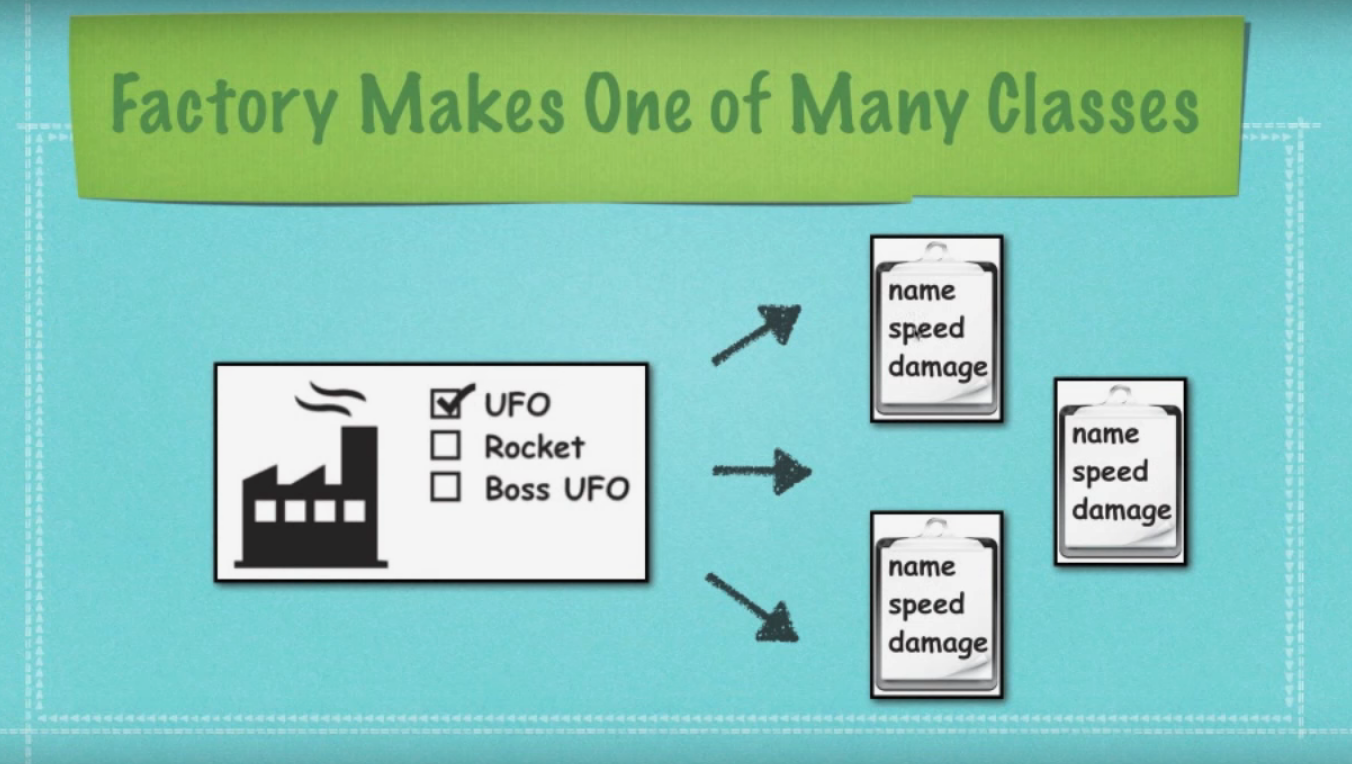 Factory Makes One of Many Classes
UFO
Rocket
Boss UFO
name
speed
damage
name
speed
damage
name
speed
damage